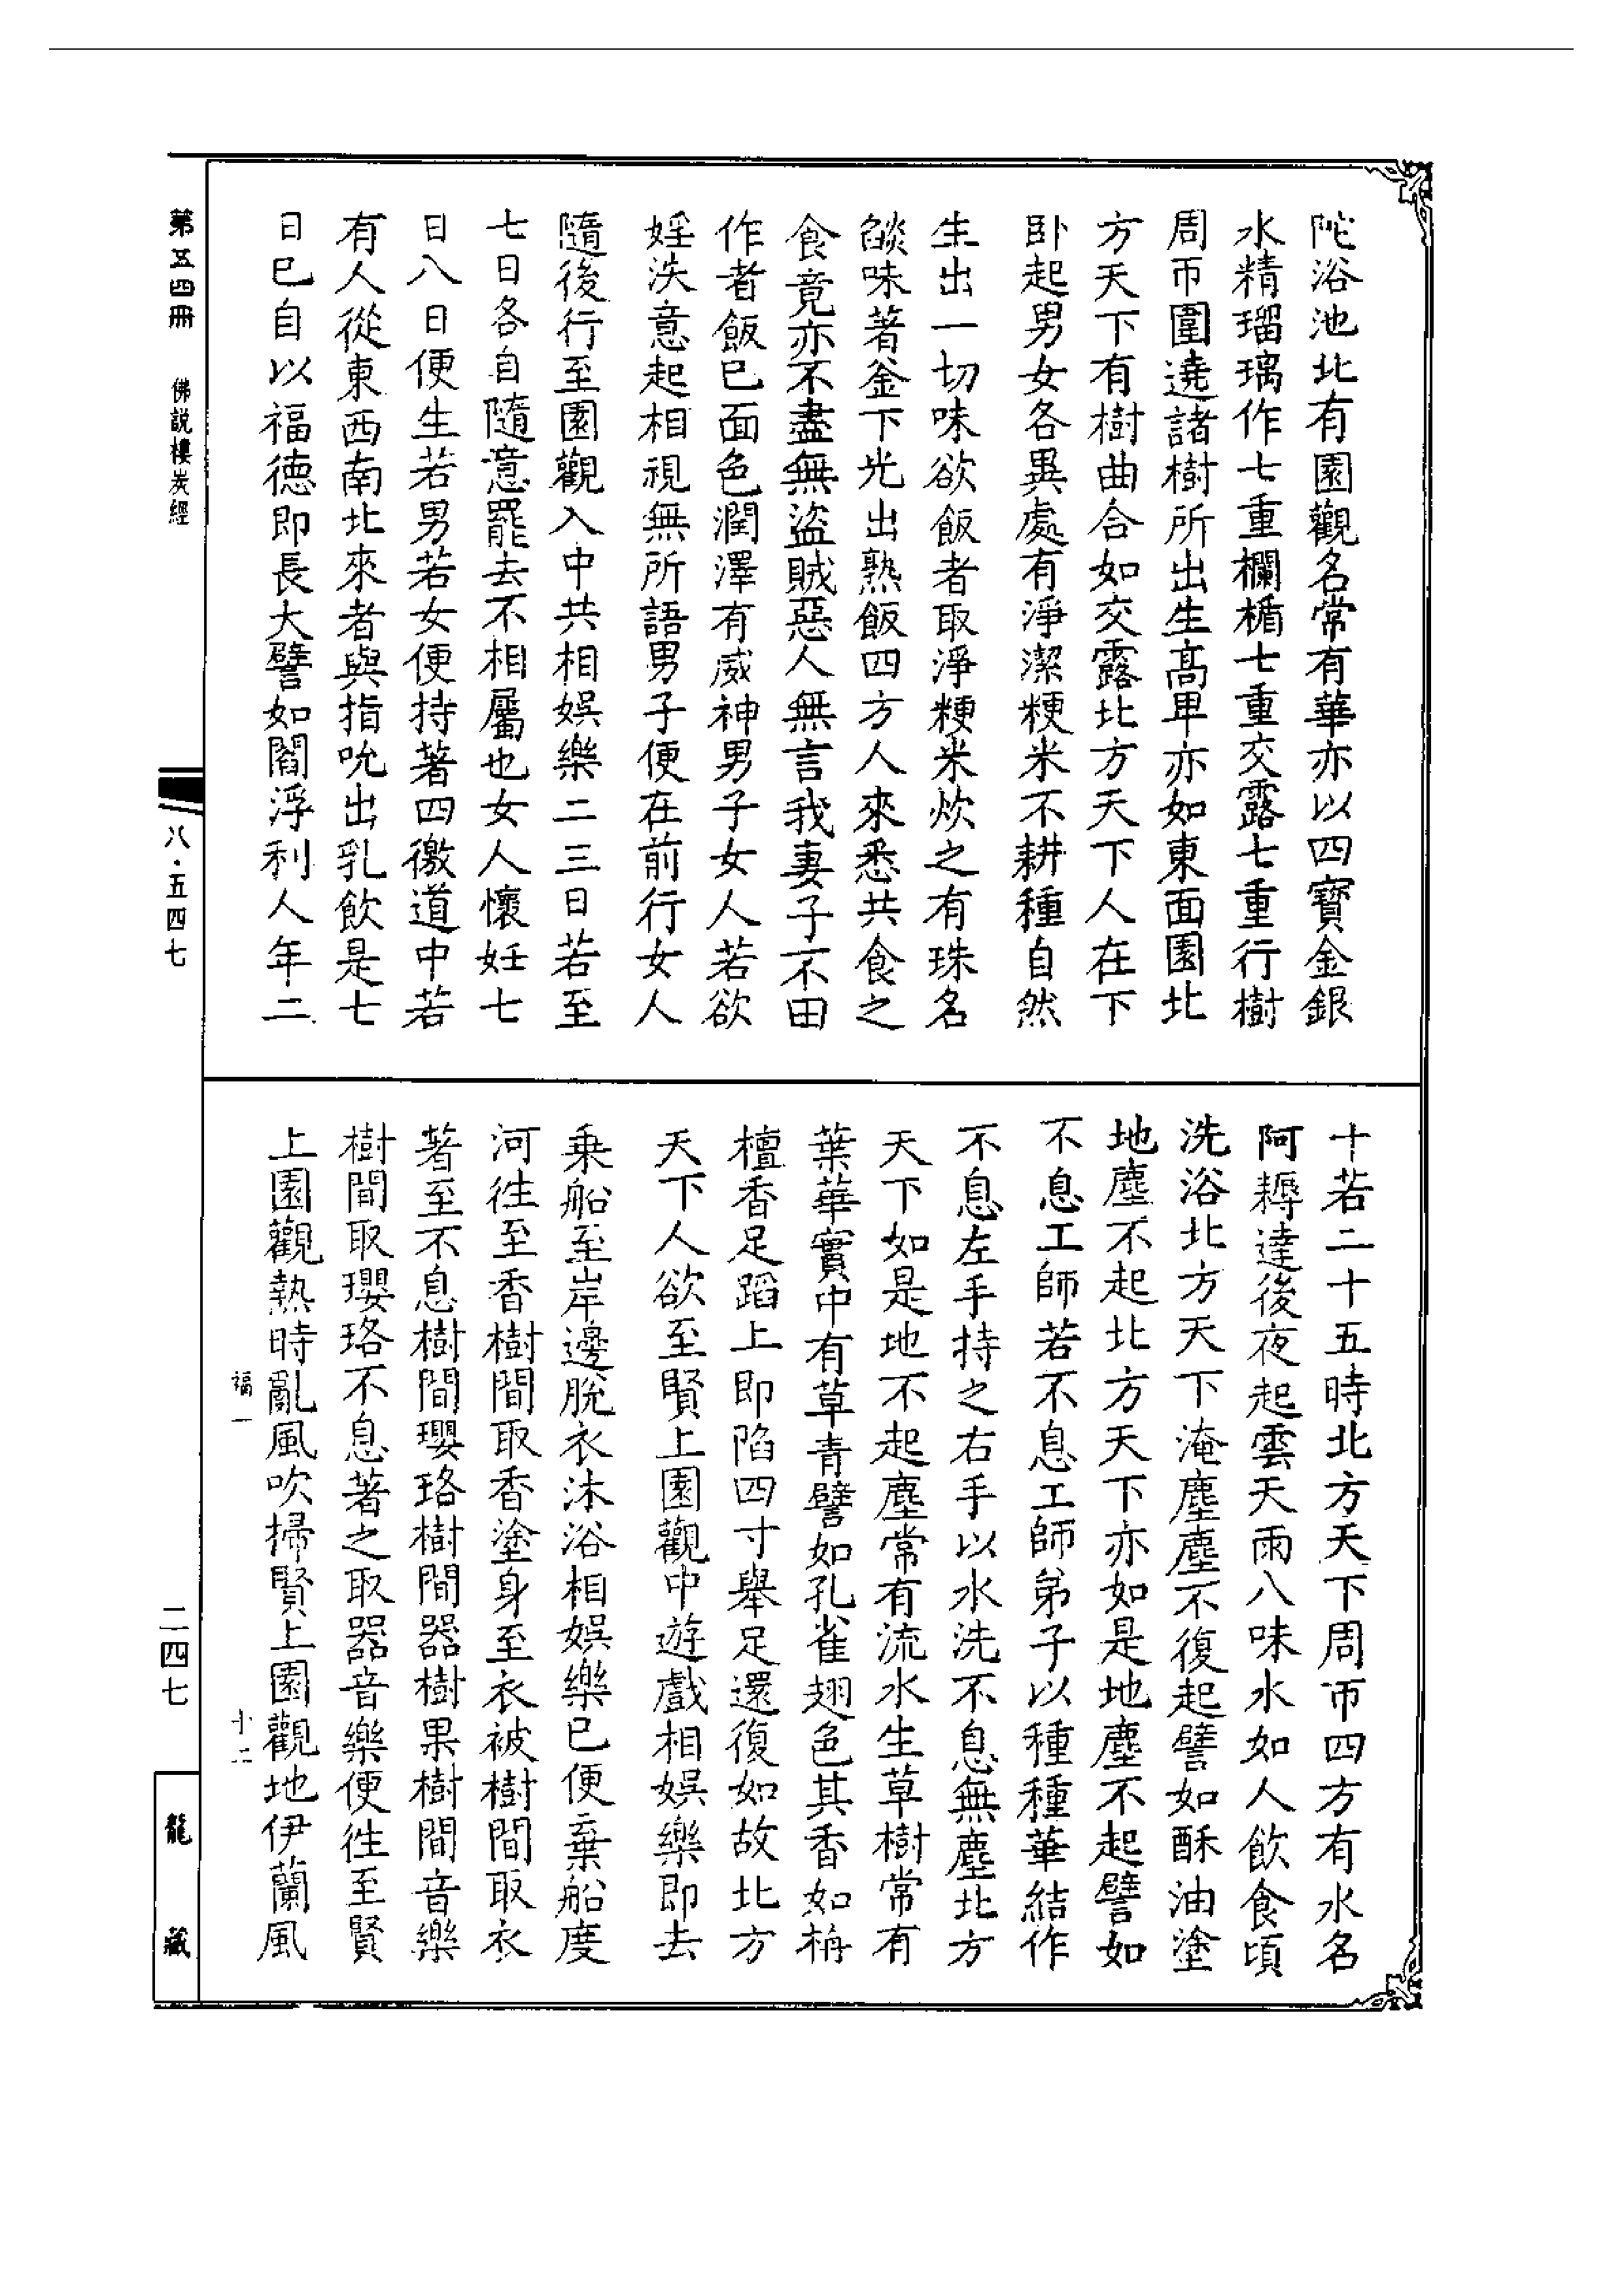 陀浴池北有園觀名常有華亦以四寶金銀
水精瑠璃作七重欄楯七重交露七重行樹
周帀圍遶諸樹所出生高卑亦如東面園北
方天下有樹曲合如交露北方天下人在下
卧起男女各異處有淨潔粳米不耕種自然
生出一切味欲飯者取淨粳米炊之有珠名
燄味著釜下光出熟飯四方人來悉共食之
食竟亦不盡無盜賊惡人無言我妻子不田
作者飯已面色潤澤有威神男子女人若欲
婬泆意起相視無所語男子便在前行女人
隨後行至園觀入中共相娛樂二三日若至
七日各自隨意罷去不相屬也女人懷妊七
日八日便生若男若女便持著四徼道中若
有人從東西南北來者與指吮出乳飲是七
日已自以福德即長大譬如閻浮利人年二
十若二十五時北方天下周帀四方有水名
阿耨達後夜起雲天雨八味水如人飲食頃
洗浴北方天下淹塵塵不復起譬如酥油塗
地塵不起北方天下亦如是地塵不起譬如
不息工師若不息工師弟子以種種華結作
不息左手持之右手以水洗不息無塵北方
天下如是地不起塵常有流水生草樹常有
葉華實中有草青譬如孔雀翅色其香如栴
檀香足蹈上即陷四寸舉足還復如故北方
天下人欲至賢上園觀中遊戲相娛樂即去
乗船至岸邊脫衣沐浴相娛樂已便棄船度
河往至香樹間取香塗身至衣被樹間取衣
著至不息樹間瓔珞樹間器樹果樹間音樂
樹間取瓔珞不息著之取器音樂便往至賢
上園觀熱時亂風吹掃賢上園觀地伊蘭風
福一
十二
第五四冊 佛說樓炭經
八·五四七
二四七
龍藏